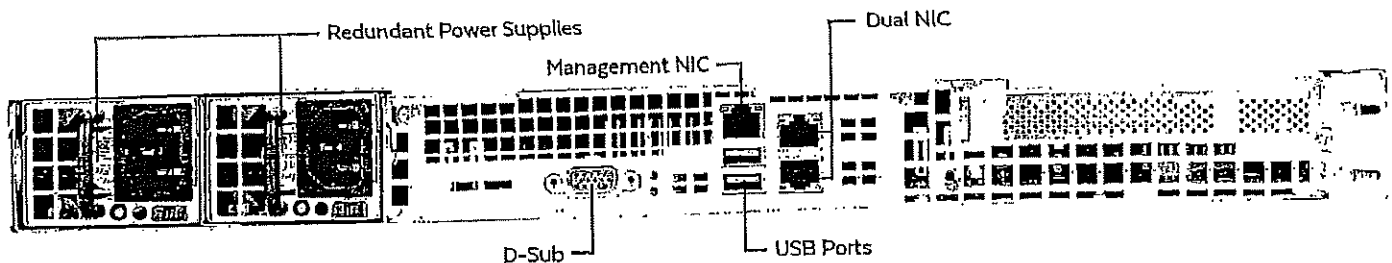 Redundant Power Supplies
Dual NIC
Management NIC
D-Sub
USB Ports